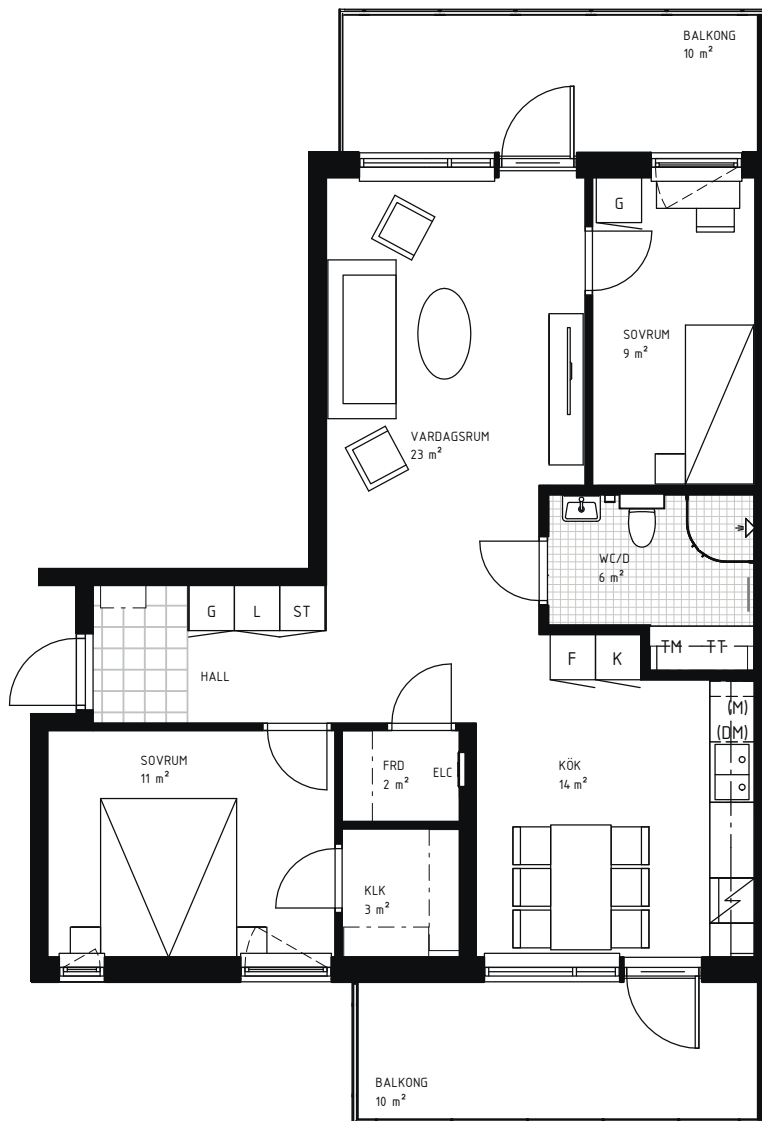 BALKONG
10 m²
G
SOVRUM
9 m²
VARDAGSRUM
23 m²
WC/D
6 m²
G L ST
HALL
F K
TM TT
(M)
(DM)
SOVRUM
11 m²
FRD
2 m²
ELC
KÖK
14 m²
KLK
3 m²
BALKONG
10 m²